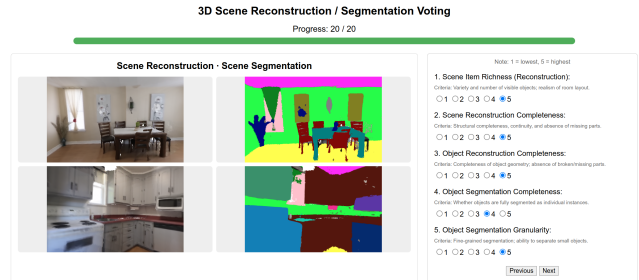 3D Scene Reconstruction / Segmentation Voting
Progress: 20 / 20
Scene Reconstruction · Scene Segmentation
Note: 1 = lowest, 5 = highest
1. Scene Item Richness (Reconstruction):
Criteria: Variety and number of visible objects; realism of room layout.
1 2 3 4 5
2. Scene Reconstruction Completeness:
Criteria: Structural completeness, continuity, and absence of missing parts.
1 2 3 4 5
3. Object Reconstruction Completeness:
Criteria: Completeness of object geometry; absence of broken/missing parts.
1 2 3 4 5
4. Object Segmentation Completeness:
Criteria: Whether objects are fully segmented as individual instances.
1 2 3 4 5
5. Object Segmentation Granularity:
Criteria: Fine-grained segmentation; ability to separate small objects.
1 2 3 4 5
Previous Next